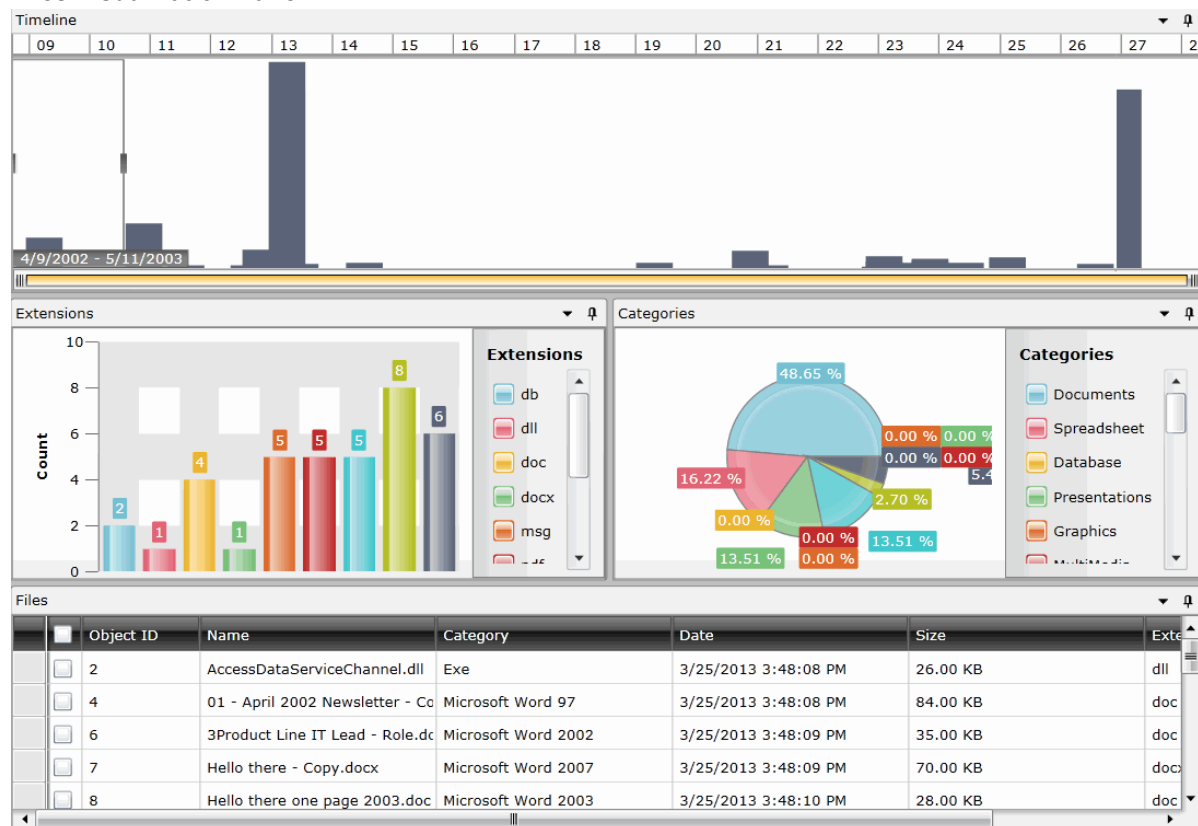 Timeline
09 10 11 12 13 14 15 16 17 18 19 20 21 22 23 24 25 26 27 2
4/9/2002 - 5/11/2003
Extensions
Count
10
8
6
4
2
0
2
1
4
1
5
5
5
8
6
Extensions
db
dll
doc
docx
msg
Categories
48.65 %
0.00 % 0.00 %
0.00 % 0.00 %
5.4
16.22 %
2.70 %
0.00 %
0.00 %
13.51 %
13.51 %
0.00 %
Categories
Documents
Spreadsheet
Database
Presentations
Graphics
Files
Object ID Name Category Date Size Exte
2 AccessDataServiceChannel.dll Exe 3/25/2013 3:48:08 PM 26.00 KB dll
4 01 - April 2002 Newsletter - Co Microsoft Word 97 3/25/2013 3:48:08 PM 84.00 KB doc
6 3Product Line IT Lead - Role.dc Microsoft Word 2002 3/25/2013 3:48:09 PM 35.00 KB doc
7 Hello there - Copy.docx Microsoft Word 2007 3/25/2013 3:48:09 PM 70.00 KB docx
8 Hello there one page 2003.doc Microsoft Word 2003 3/25/2013 3:48:10 PM 28.00 KB doc